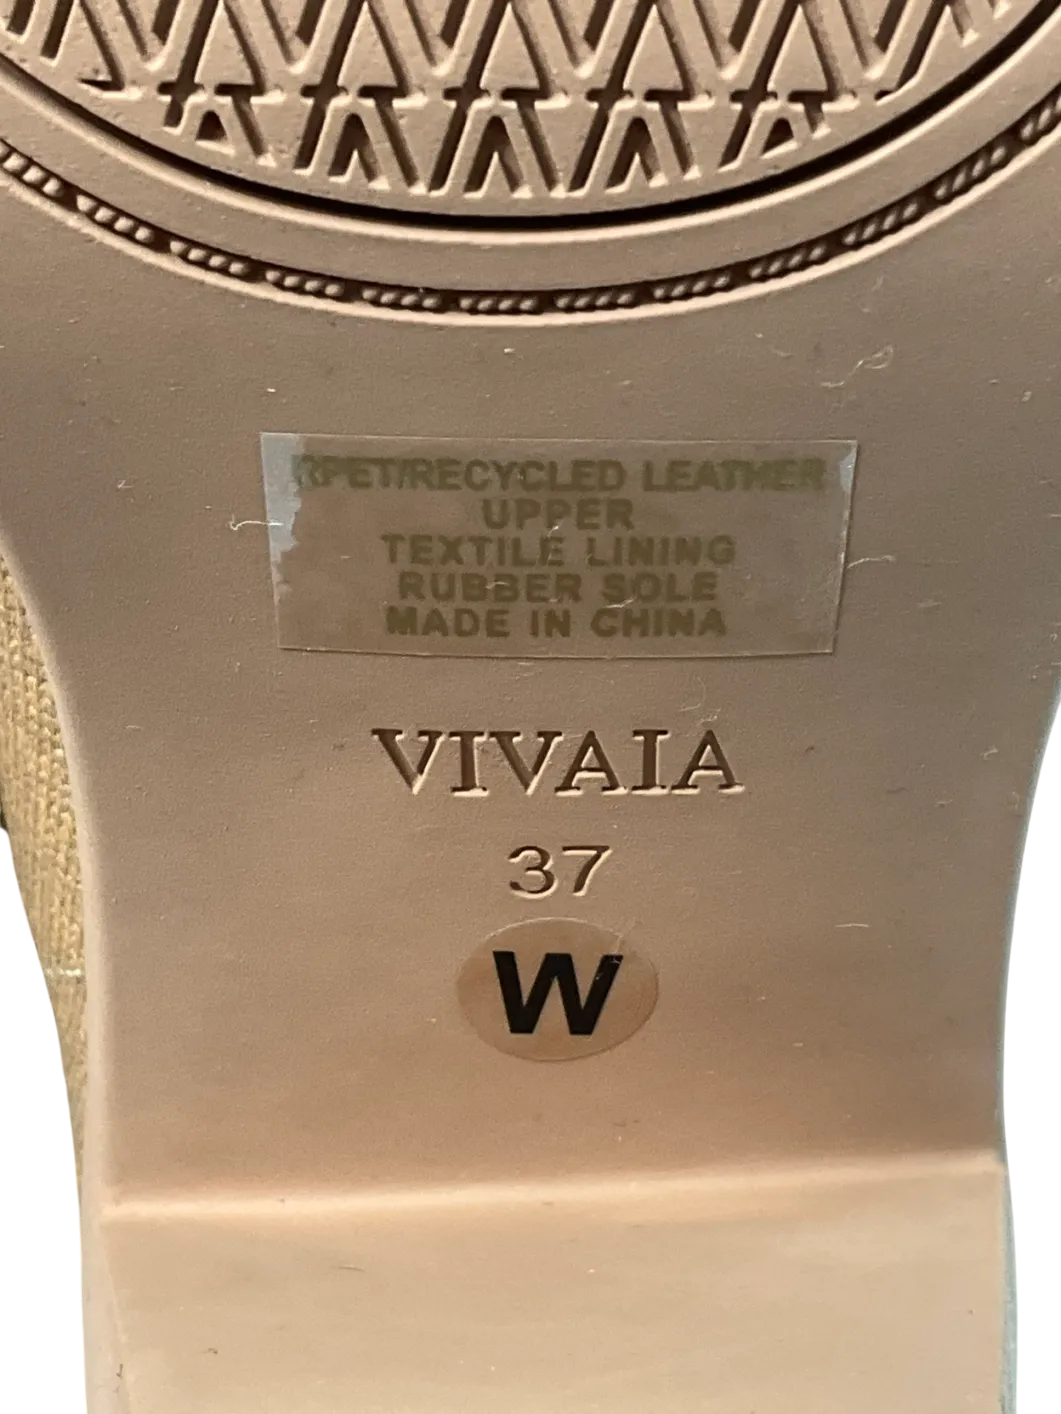 RPET/RECYCLED LEATHER
UPPER
TEXTILE LINING
RUBBER SOLE
MADE IN CHINA
VIVAIA
37
W